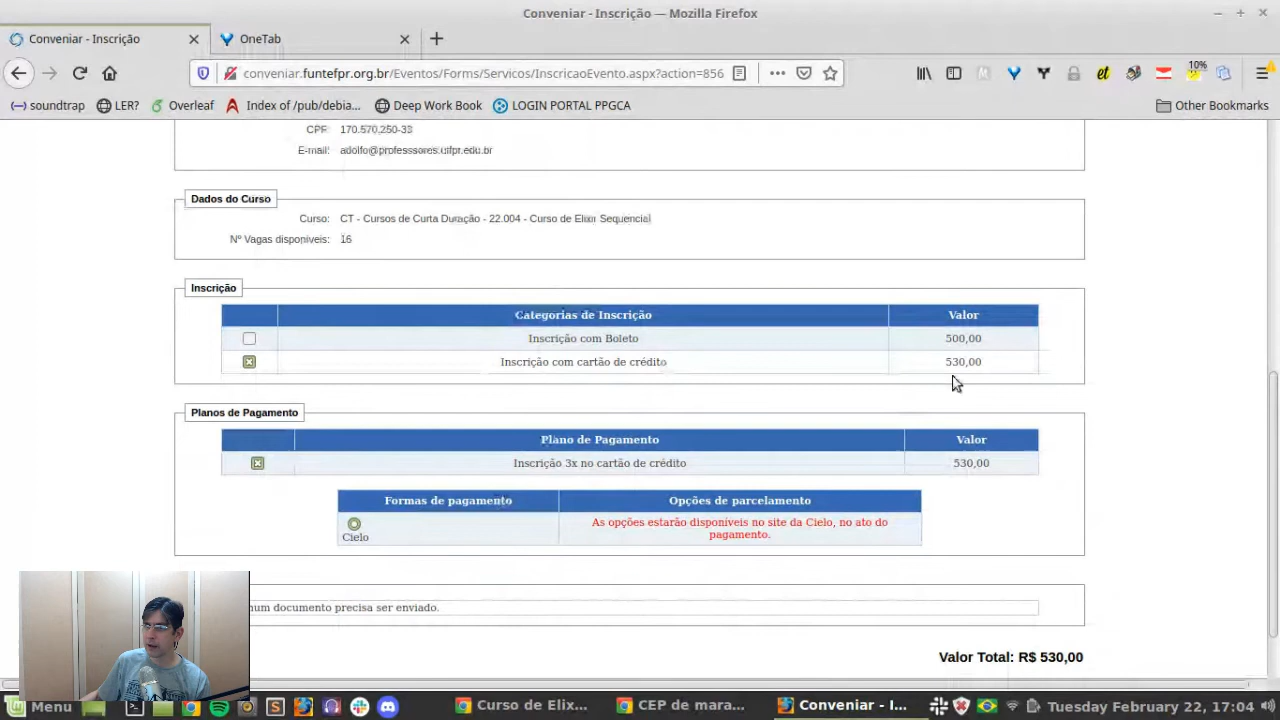 Conveniar - Inscrição — Mozilla Firefox
Conveniar - Inscrição
OneTab
conveniar.funtefpr.org.br/Eventos/Forms/Servicos/InscricaoEvento.aspx?action=856
10%
soundtrap
LER?
Overleaf
Index of /pub/debia...
Deep Work Book
LOGIN PORTAL PPGCA
Other Bookmarks
CPF: 170.570.250-33
E-mail: adolfo@professsores.utfpr.edu.br
Dados do Curso
Curso: CT - Cursos de Curta Duração - 22.004 - Curso de Elixir Sequencial
Nº Vagas disponíveis: 16
Inscrição
Categorias de Inscrição Valor
Inscrição com Boleto 500,00
Inscrição com cartão de crédito 530,00
Planos de Pagamento
Plano de Pagamento Valor
Inscrição 3x no cartão de crédito 530,00
Formas de pagamento Opções de parcelamento
Cielo
As opções estarão disponíveis no site da Cielo, no ato do
pagamento.
documento precisa ser enviado.
Valor Total: R$ 530,00
Menu
Curso de Elix...
CEP de mara...
Conveniar - I...
Tuesday February 22, 17:04